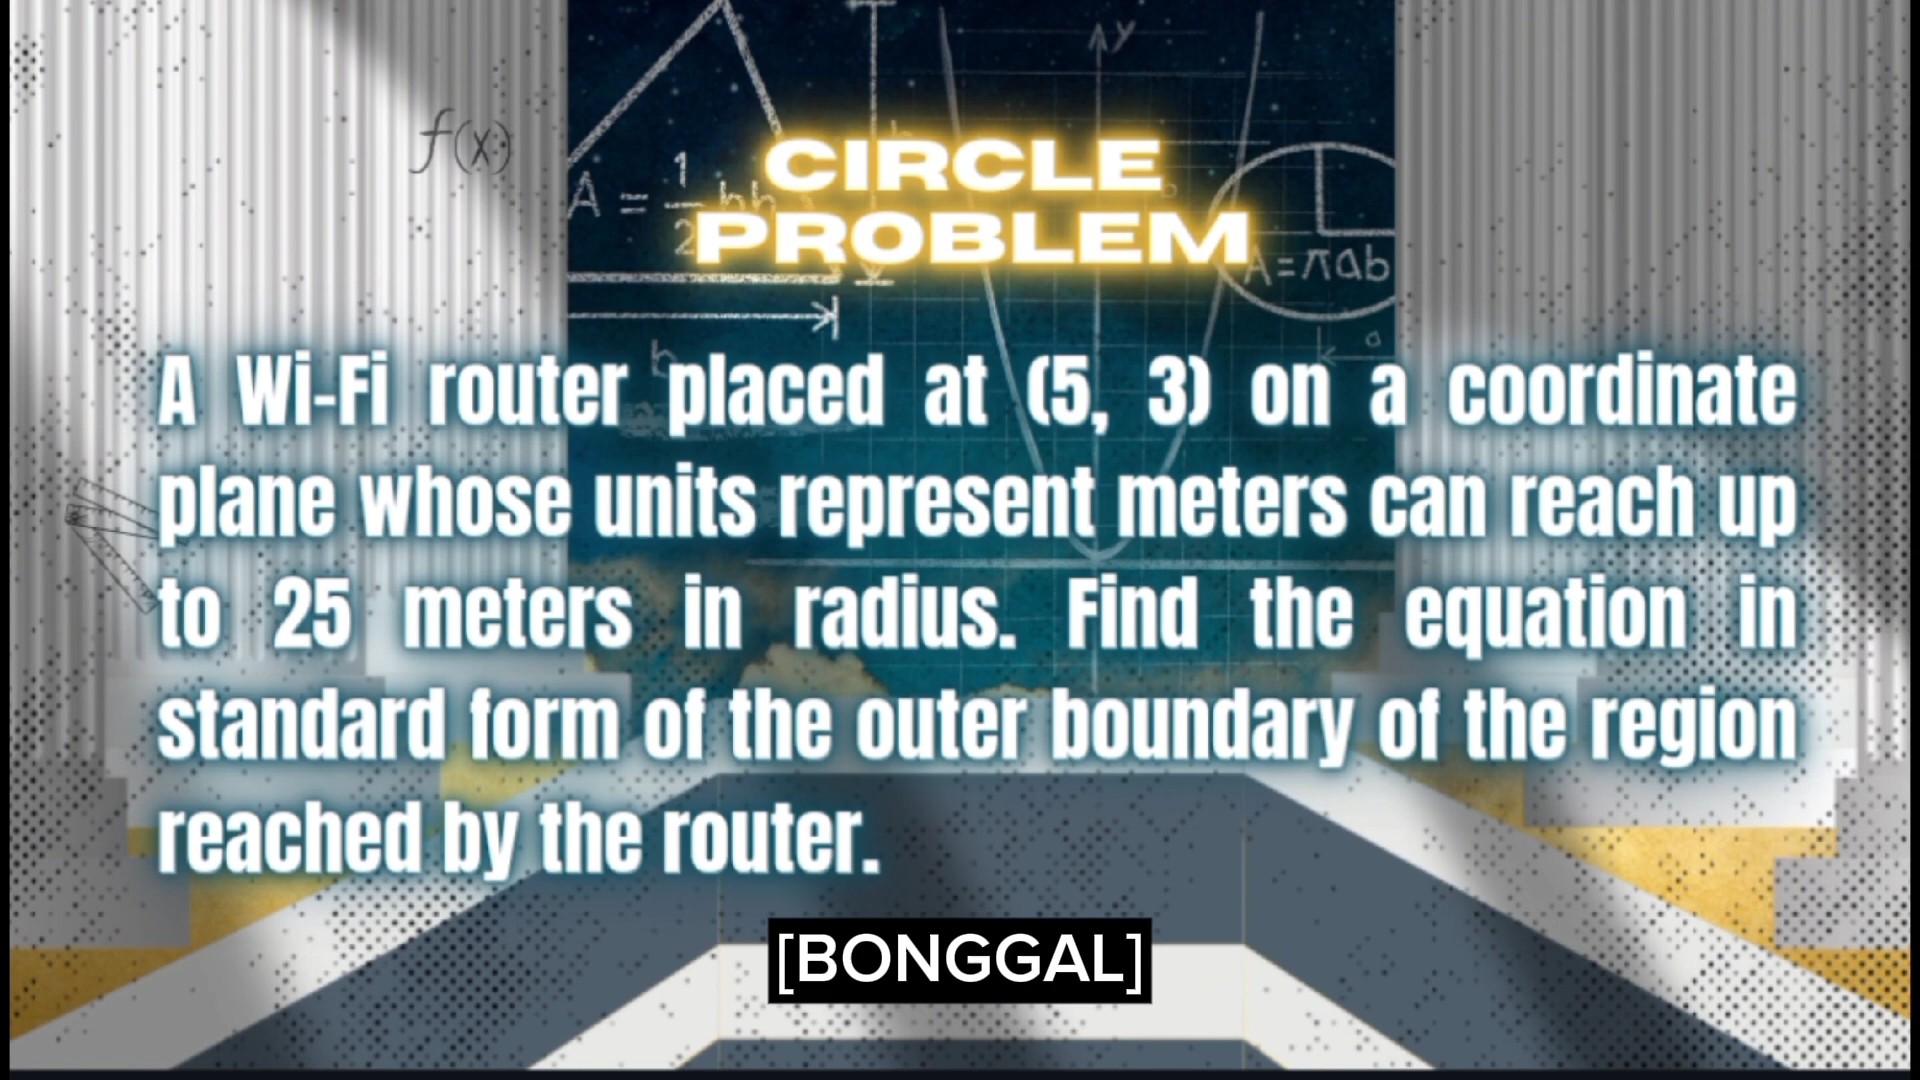 f(x)
y
A = 1/2 bh
b
CIRCLE
PROBLEM
A=πab
a
A Wi-Fi router placed at (5, 3) on a coordinate
plane whose units represent meters can reach up
to 25 meters in radius. Find the equation in
standard form of the outer boundary of the region
reached by the router.
[BONGGAL]